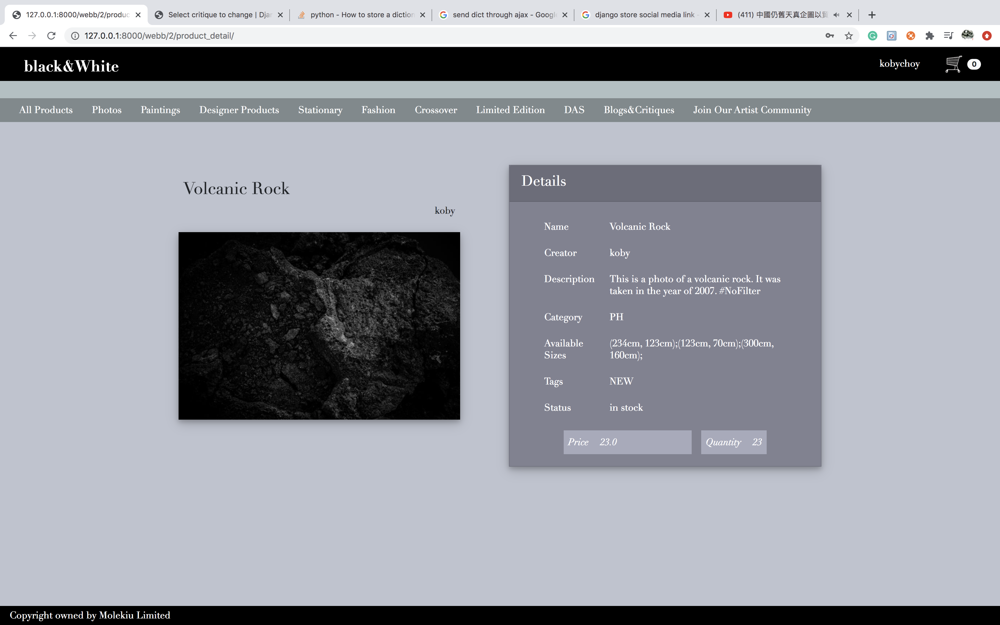 127.0.0.1:8000/webb/2/produc
Select critique to change | Djan
python - How to store a diction
send dict through ajax - Google
django store social media link -
(411) 中國仍舊天真企圖以貿
127.0.0.1:8000/webb/2/product_detail/
black&White
kobychoy
0
All Products
Photos
Paintings
Designer Products
Stationary
Fashion
Crossover
Limited Edition
DAS
Blogs&Critiques
Join Our Artist Community
Volcanic Rock
koby
Details
Name Volcanic Rock
Creator koby
Description This is a photo of a volcanic rock. It was
taken in the year of 2007. #NoFilter
Category PH
Available (234cm, 123cm);(123cm, 70cm);(300cm,
Sizes 160cm);
Tags NEW
Status in stock
Price 23.0
Quantity 23
Copyright owned by Molekiu Limited